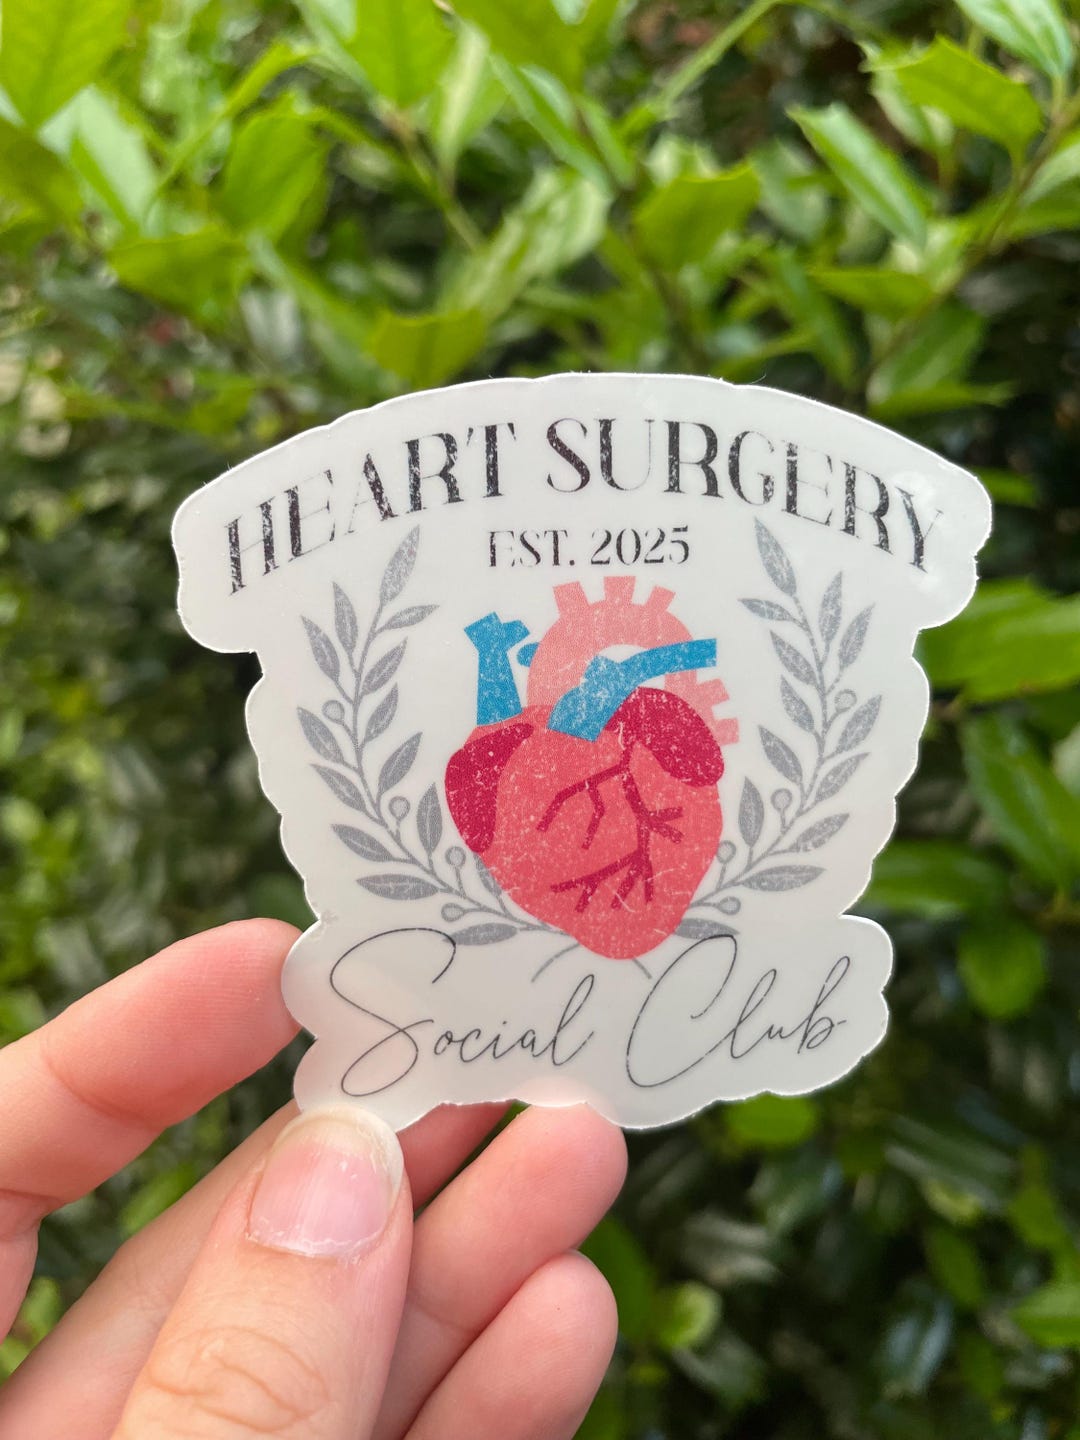 HEART SURGERY
EST. 2025
Social Club